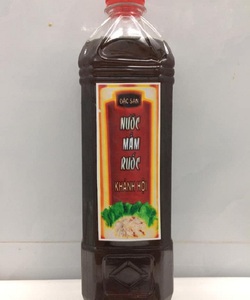 ĐẶC SẢN
NƯỚC
MẮM
RUỐC
KHÁNH HỘI